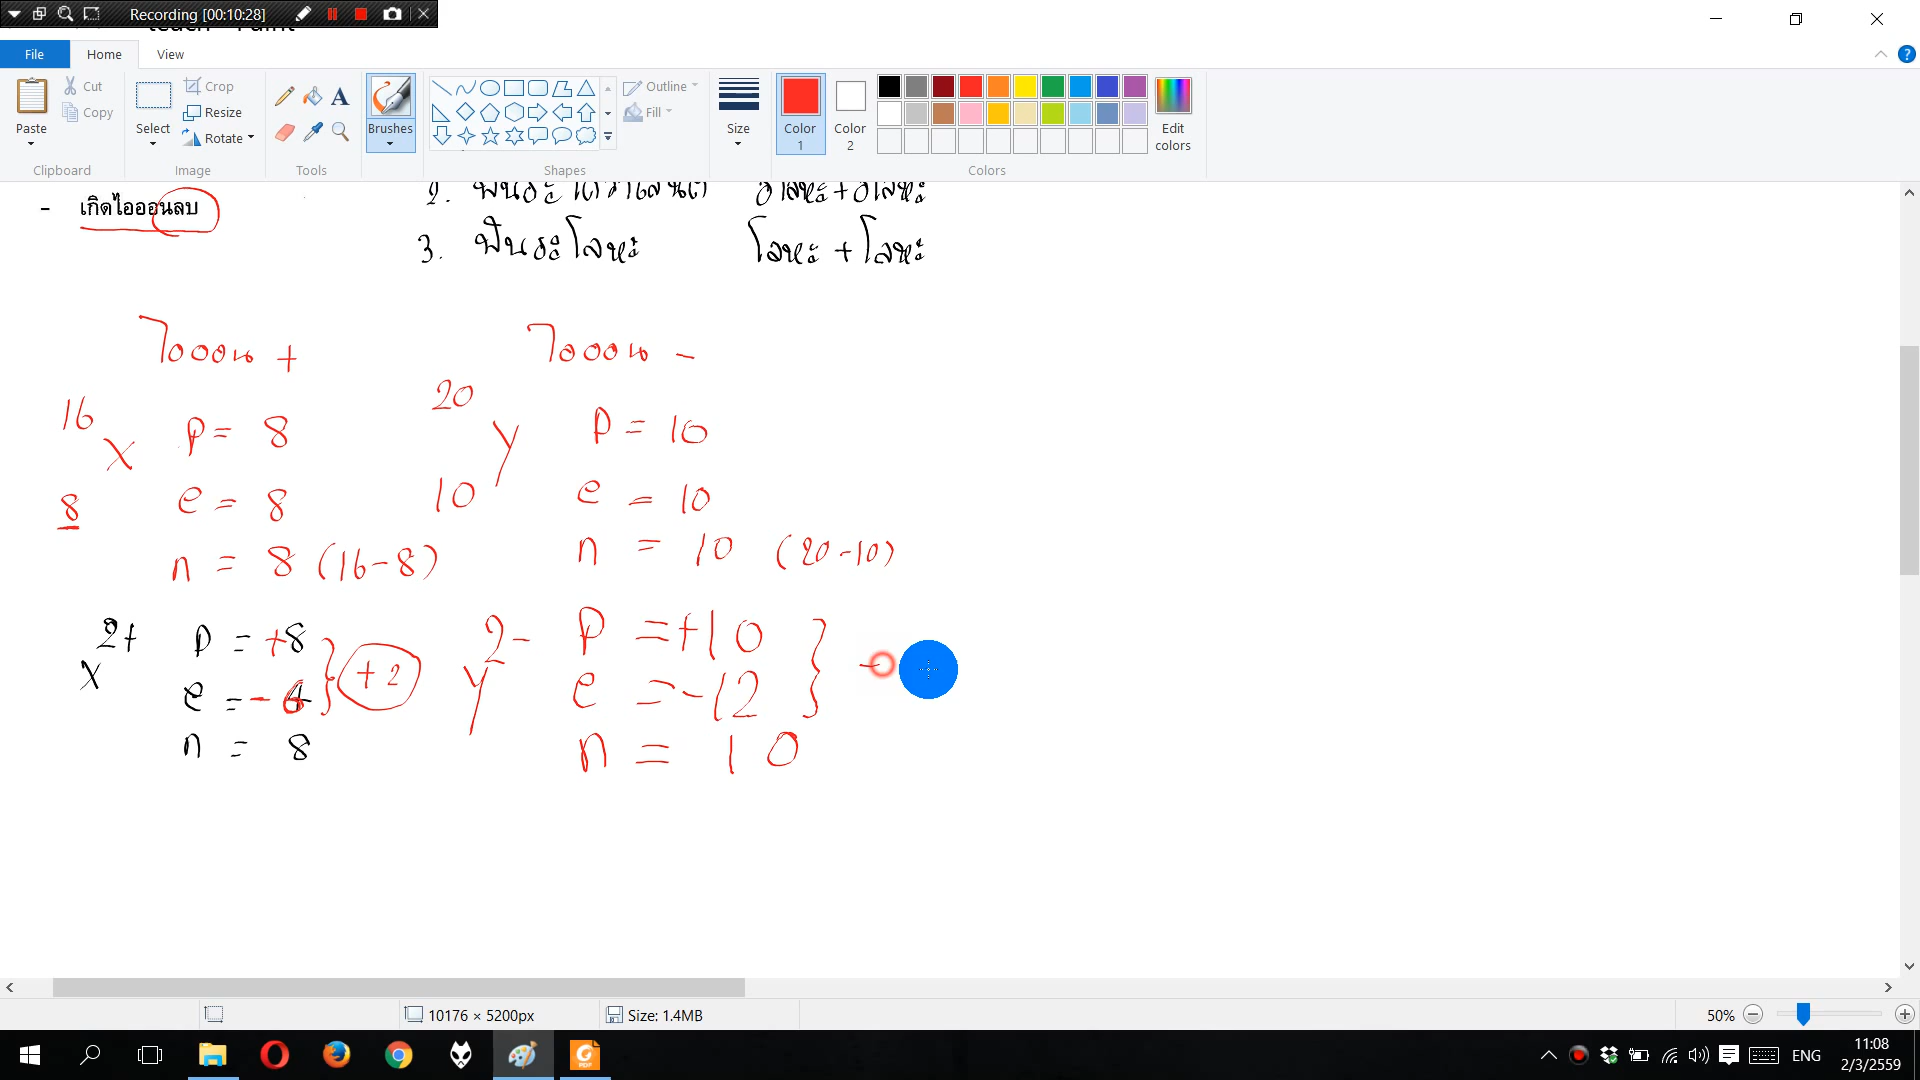 Recording [00:10:28]
File Home View
Paste Cut Copy Clipboard
Select Crop Resize Rotate Image
Tools
Brushes
Shapes Outline Fill
Size
Color 1 Color 2 Edit colors Colors
- เกิดไอออนลบ
2.
3. พันธะโลหะ โลหะ + โลหะ
ไอออน + ไอออน -
16 X 8
P = 8
e = 8
n = 8 (16-8)
20 Y 10
P = 10
e = 10
n = 10 (20-10)
X 2+
P = +8
e = -6
n = 8
+2
Y 2-
P = +10
e = -12
n = 10
-
10176 × 5200px Size: 1.4MB 50%
ENG 11:08
2/3/2559